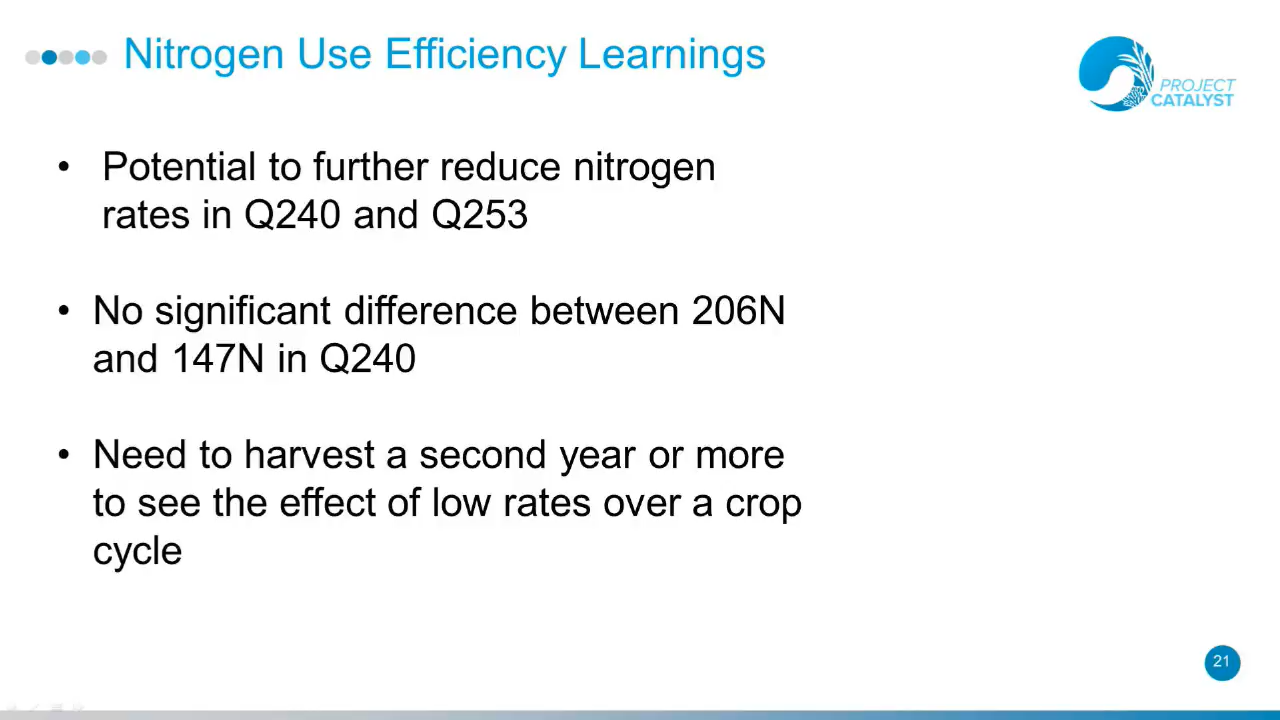 Nitrogen Use Efficiency Learnings
PROJECT
CATALYST
• Potential to further reduce nitrogen
rates in Q240 and Q253
• No significant difference between 206N
and 147N in Q240
• Need to harvest a second year or more
to see the effect of low rates over a crop
cycle
21